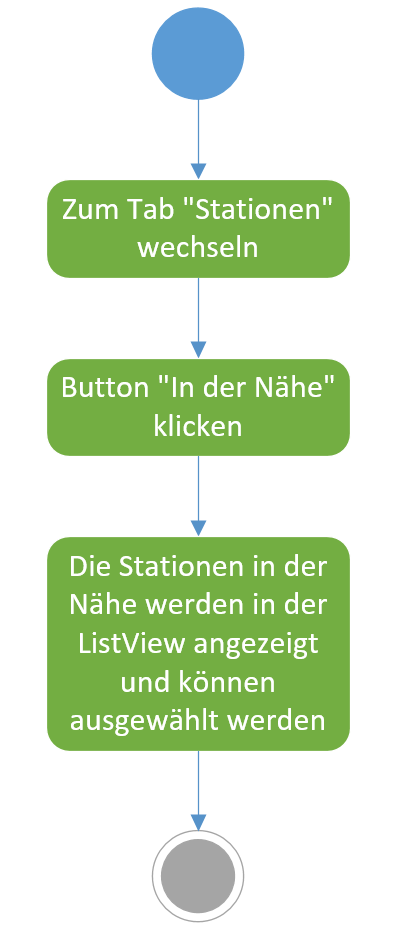 Zum Tab "Stationen"
wechseln
Button "In der Nähe"
klicken
Die Stationen in der
Nähe werden in der
ListView angezeigt
und können
ausgewählt werden